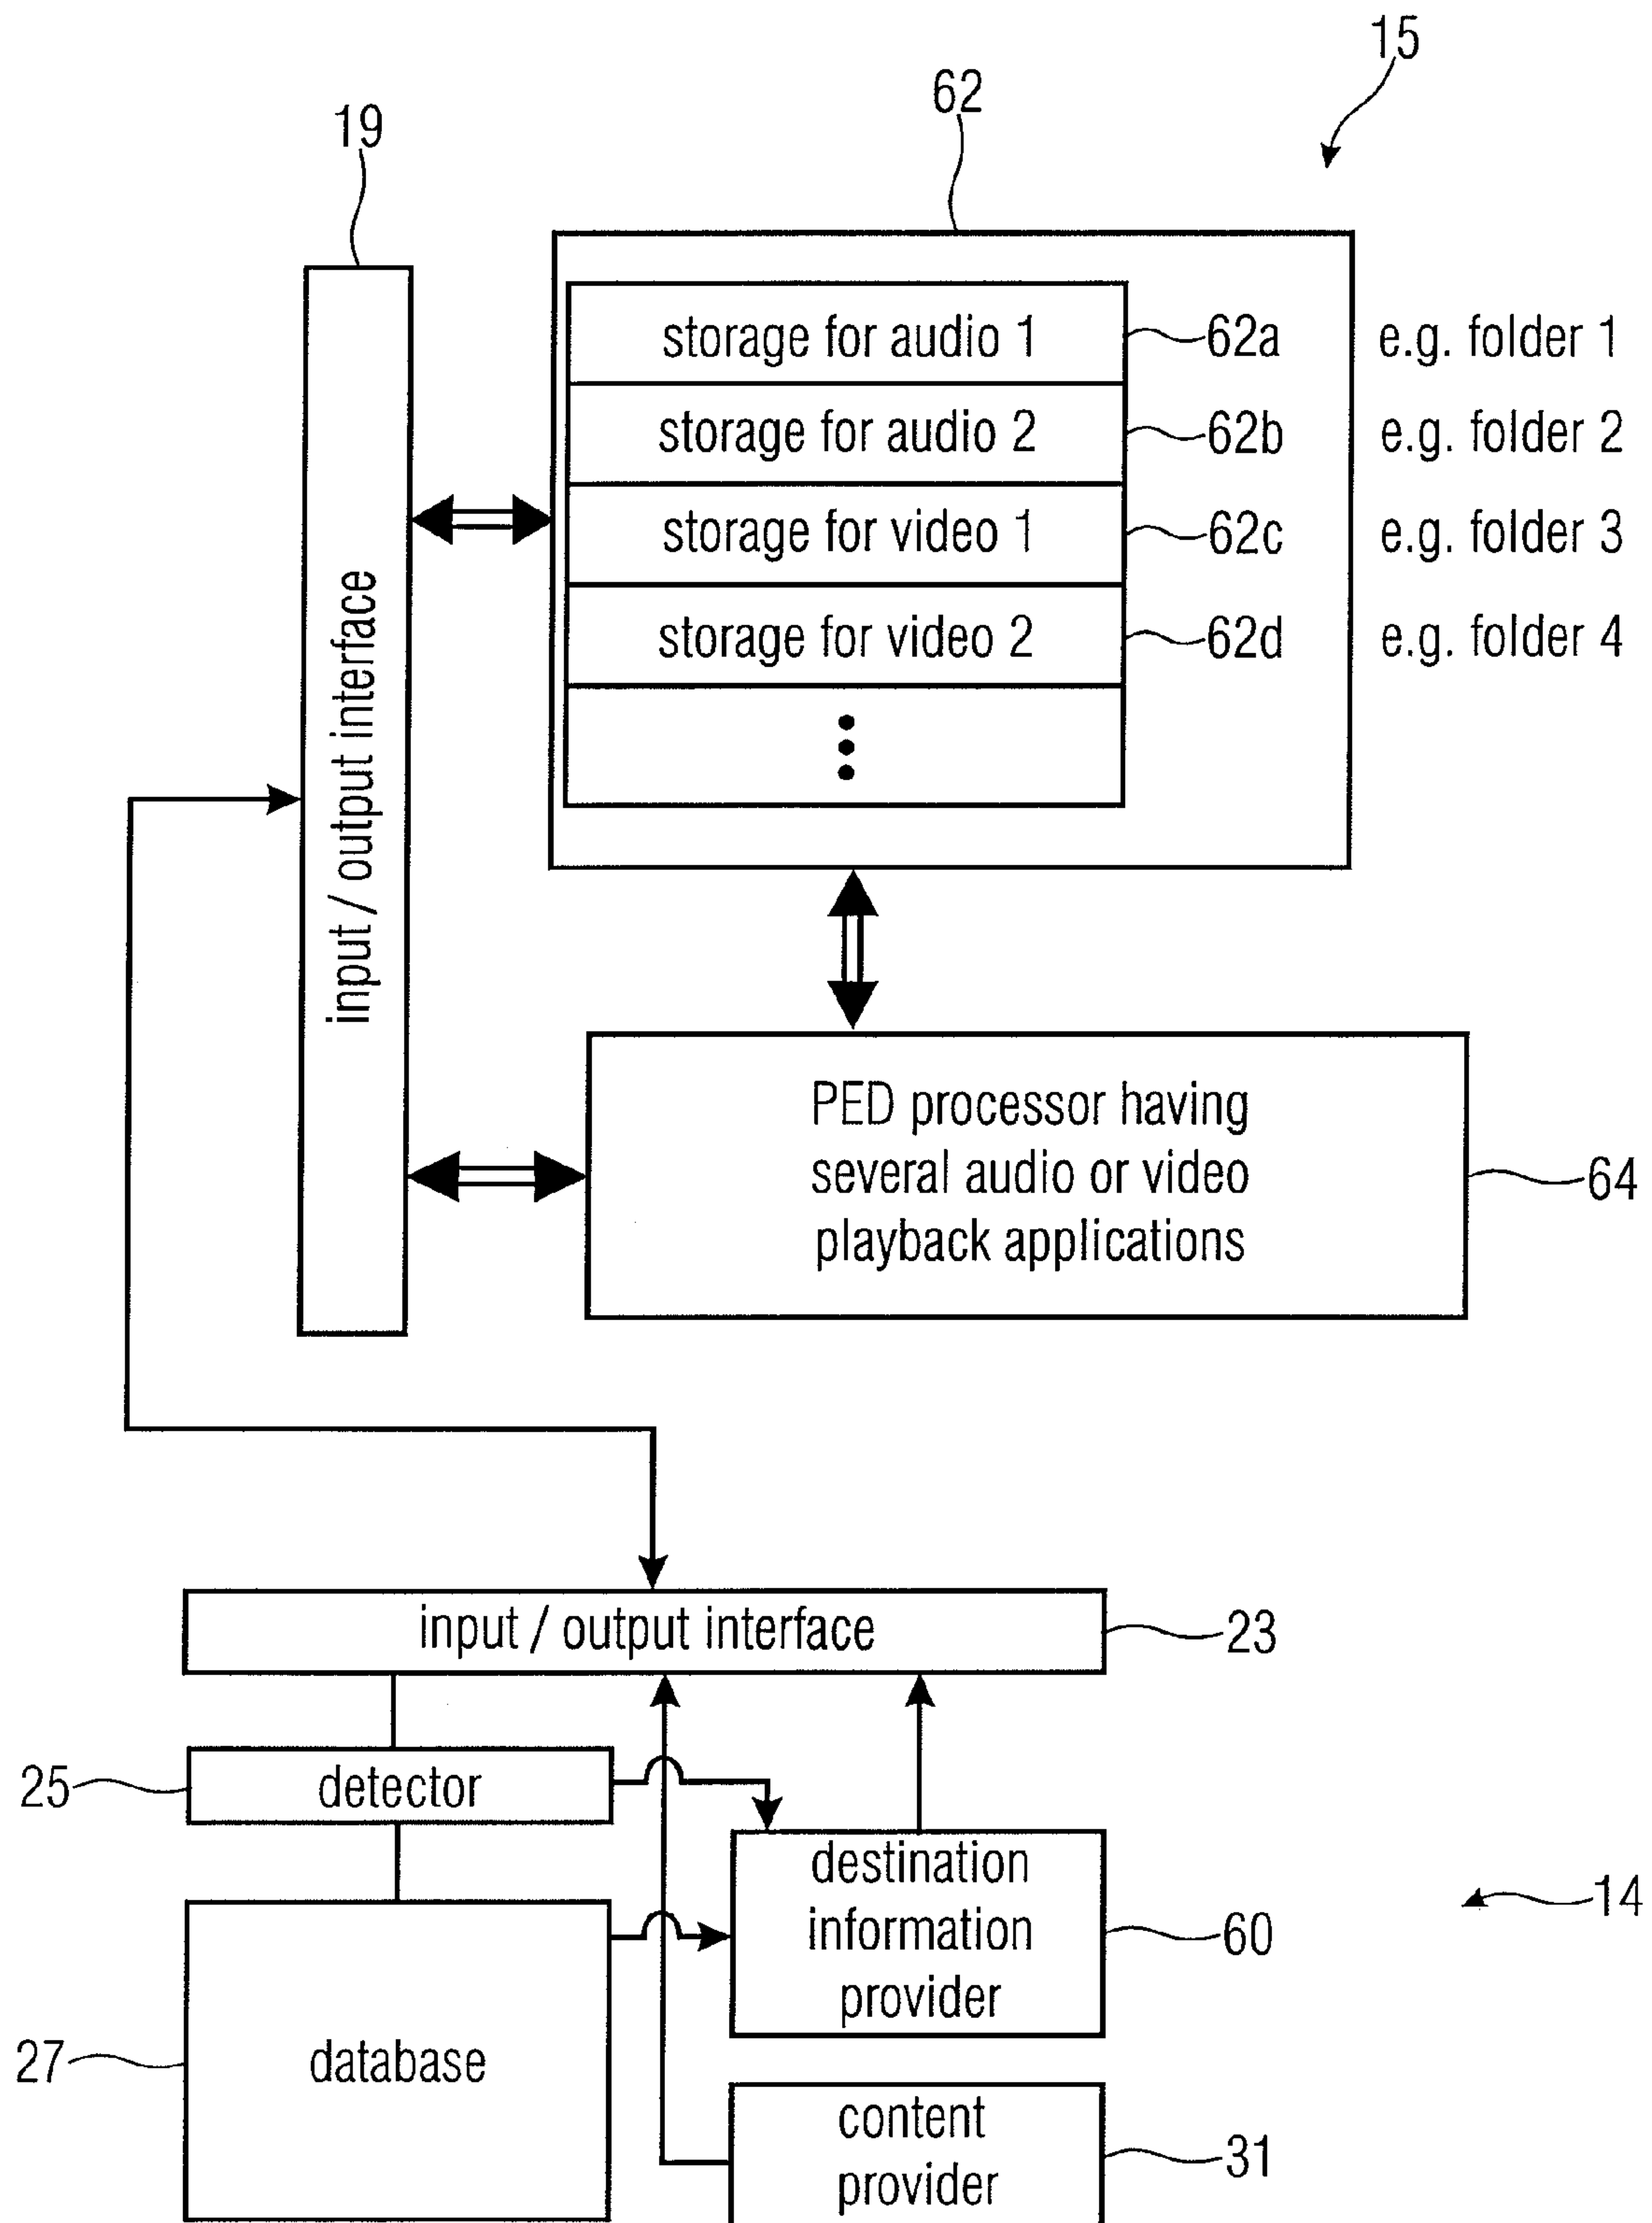 15
62
19
storage for audio 1
62a
e.g. folder 1
storage for audio 2
62b
e.g. folder 2
storage for video 1
62c
e.g. folder 3
storage for video 2
62d
e.g. folder 4
input / output interface
PED processor having
several audio or video
playback applications
64
input / output interface
23
25
detector
destination
information
provider
60
14
27
database
content
provider
31